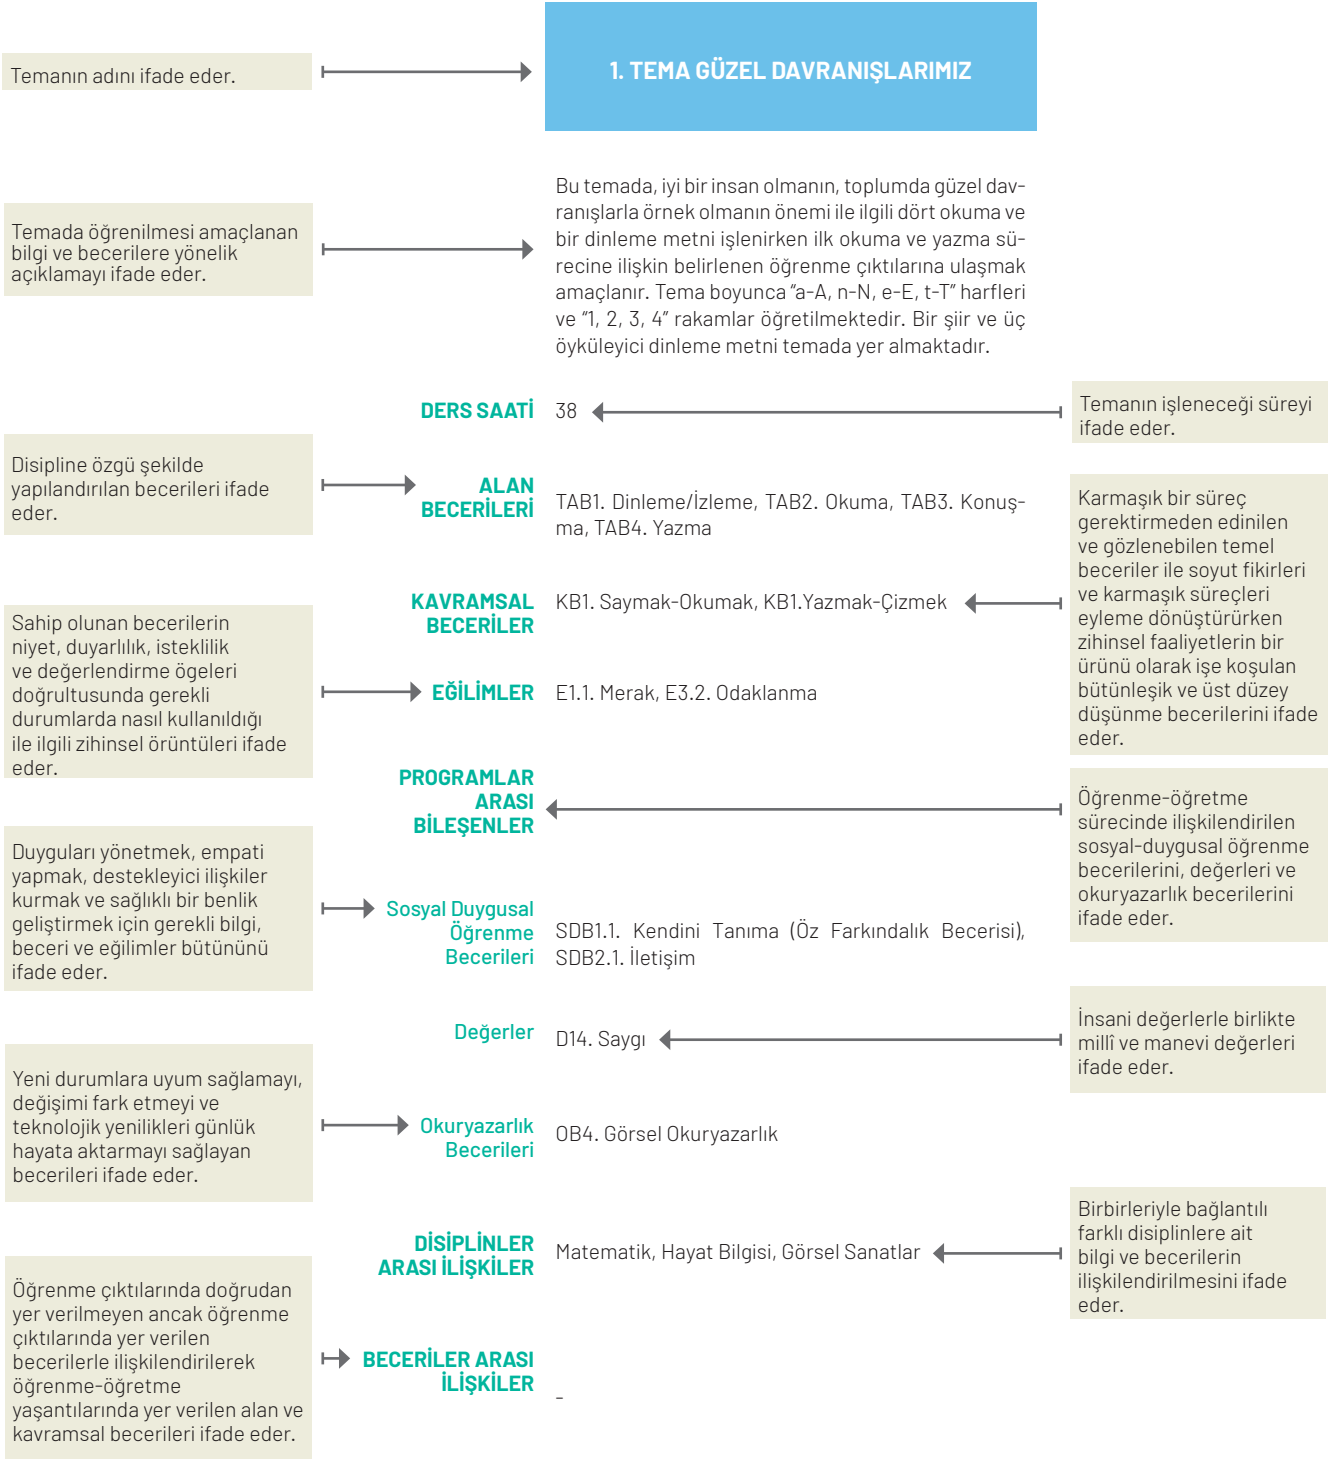 Temanın adını ifade eder.
1. TEMA GÜZEL DAVRANIŞLARIMIZ
Temada öğrenilmesi amaçlanan
bilgi ve becerilere yönelik
açıklamayı ifade eder.
Bu temada, iyi bir insan olmanın, toplumda güzel dav-
ranışlarla örnek olmanın önemi ile ilgili dört okuma ve
bir dinleme metni işlenirken ilk okuma ve yazma sü-
recine ilişkin belirlenen öğrenme çıktılarına ulaşmak
amaçlanır. Tema boyunca “a-A, n-N, e-E, t-T” harfleri
ve “1, 2, 3, 4” rakamlar öğretilmektedir. Bir şiir ve üç
öyküleyici dinleme metni temada yer almaktadır.
DERS SAATİ
38
Temanın işleneceği süreyi
ifade eder.
Disipline özgü şekilde
yapılandırılan becerileri ifade
eder.
ALAN
BECERİLERİ
TAB1. Dinleme/İzleme, TAB2. Okuma, TAB3. Konuş-
ma, TAB4. Yazma
Karmaşık bir süreç
gerektirmeden edinilen
ve gözlenebilen temel
beceriler ile soyut fikirleri
ve karmaşık süreçleri
eyleme dönüştürürken
zihinsel faaliyetlerin bir
ürünü olarak işe koşulan
bütünleşik ve üst düzey
düşünme becerilerini ifade
eder.
KAVRAMSAL
BECERİLER
KB1. Saymak-Okumak, KB1.Yazmak-Çizmek
Sahip olunan becerilerin
niyet, duyarlılık, isteklilik
ve değerlendirme ögeleri
doğrultusunda gerekli
durumlarda nasıl kullanıldığı
ile ilgili zihinsel örüntüleri ifade
eder.
EĞİLİMLER
E1.1. Merak, E3.2. Odaklanma
PROGRAMLAR
ARASI
BİLEŞENLER
Öğrenme-öğretme
sürecinde ilişkilendirilen
sosyal-duygusal öğrenme
becerilerini, değerleri ve
okuryazarlık becerilerini
ifade eder.
Duyguları yönetmek, empati
yapmak, destekleyici ilişkiler
kurmak ve sağlıklı bir benlik
geliştirmek için gerekli bilgi,
beceri ve eğilimler bütününü
ifade eder.
Sosyal Duygusal
Öğrenme
Becerileri
SDB1.1. Kendini Tanıma (Öz Farkındalık Becerisi),
SDB2.1. İletişim
Değerler
D14. Saygı
İnsani değerlerle birlikte
millî ve manevi değerleri
ifade eder.
Yeni durumlara uyum sağlamayı,
değişimi fark etmeyi ve
teknolojik yenilikleri günlük
hayata aktarmayı sağlayan
becerileri ifade eder.
Okuryazarlık
Becerileri
OB4. Görsel Okuryazarlık
DİSİPLİNLER
ARASI İLİŞKİLER
Matematik, Hayat Bilgisi, Görsel Sanatlar
Birbirleriyle bağlantılı
farklı disiplinlere ait
bilgi ve becerilerin
ilişkilendirilmesini ifade
eder.
Öğrenme çıktılarında doğrudan
yer verilmeyen ancak öğrenme
çıktılarında yer verilen
becerilerle ilişkilendirilerek
öğrenme-öğretme
yaşantılarında yer verilen alan ve
kavramsal becerileri ifade eder.
BECERİLER ARASI
İLİŞKİLER
-